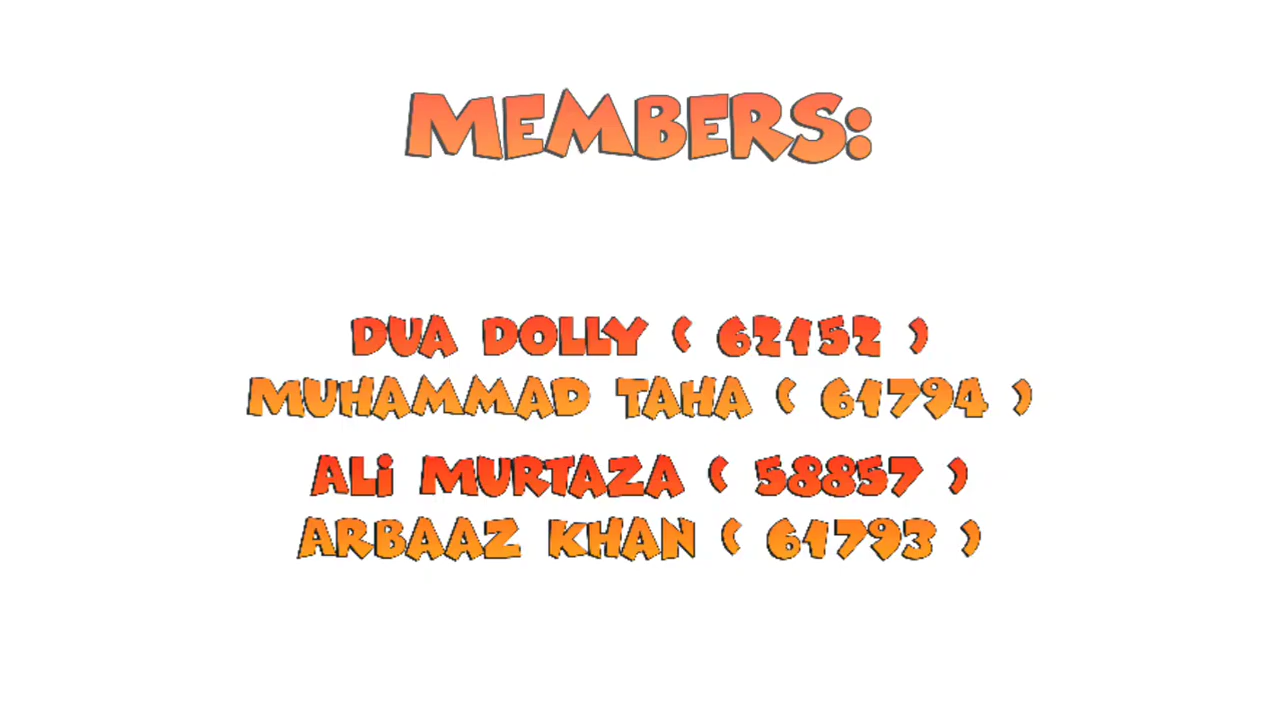 MEMBERS:
DUA DOLLY ( 62152 )
MUHAMMAD TAHA ( 61794 )
ALi MURTAZA ( 58857 )
ARBAAZ KHAN ( 61793 )